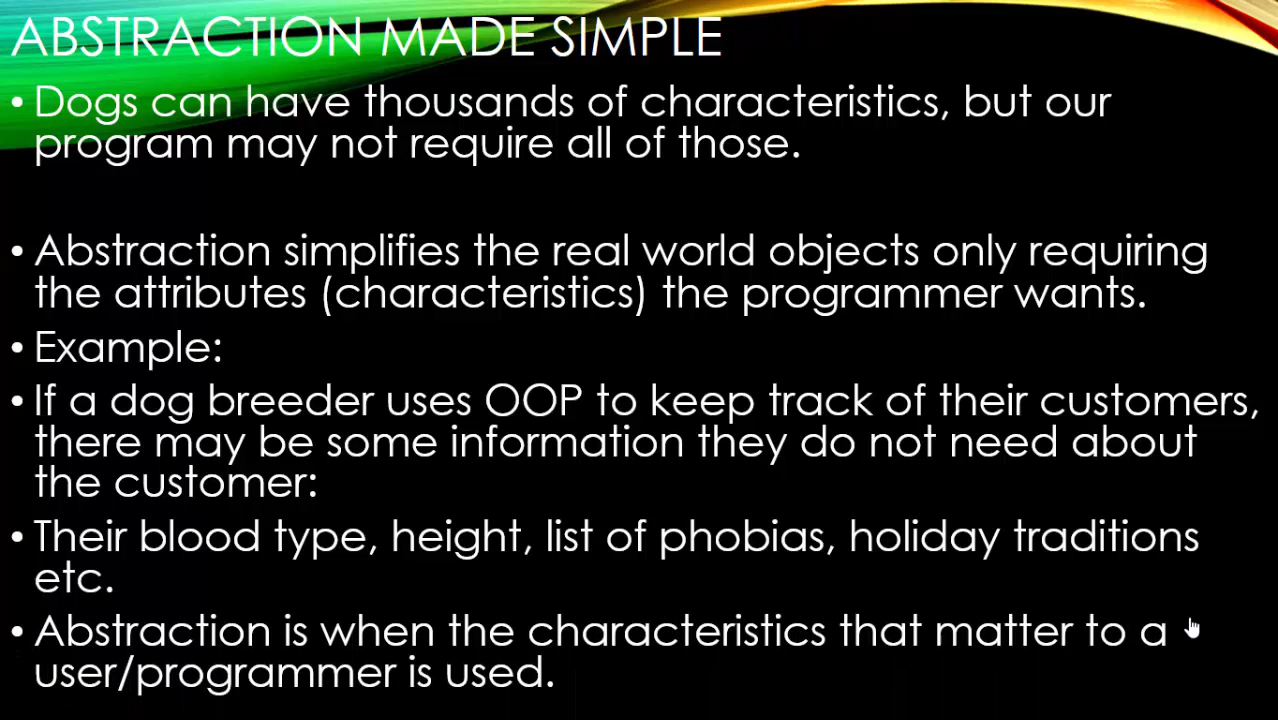 ABSTRACTION MADE SIMPLE
• Dogs can have thousands of characteristics, but our
program may not require all of those.
• Abstraction simplifies the real world objects only requiring
the attributes (characteristics) the programmer wants.
• Example:
• If a dog breeder uses OOP to keep track of their customers,
there may be some information they do not need about
the customer:
• Their blood type, height, list of phobias, holiday traditions
etc.
• Abstraction is when the characteristics that matter to a
user/programmer is used.